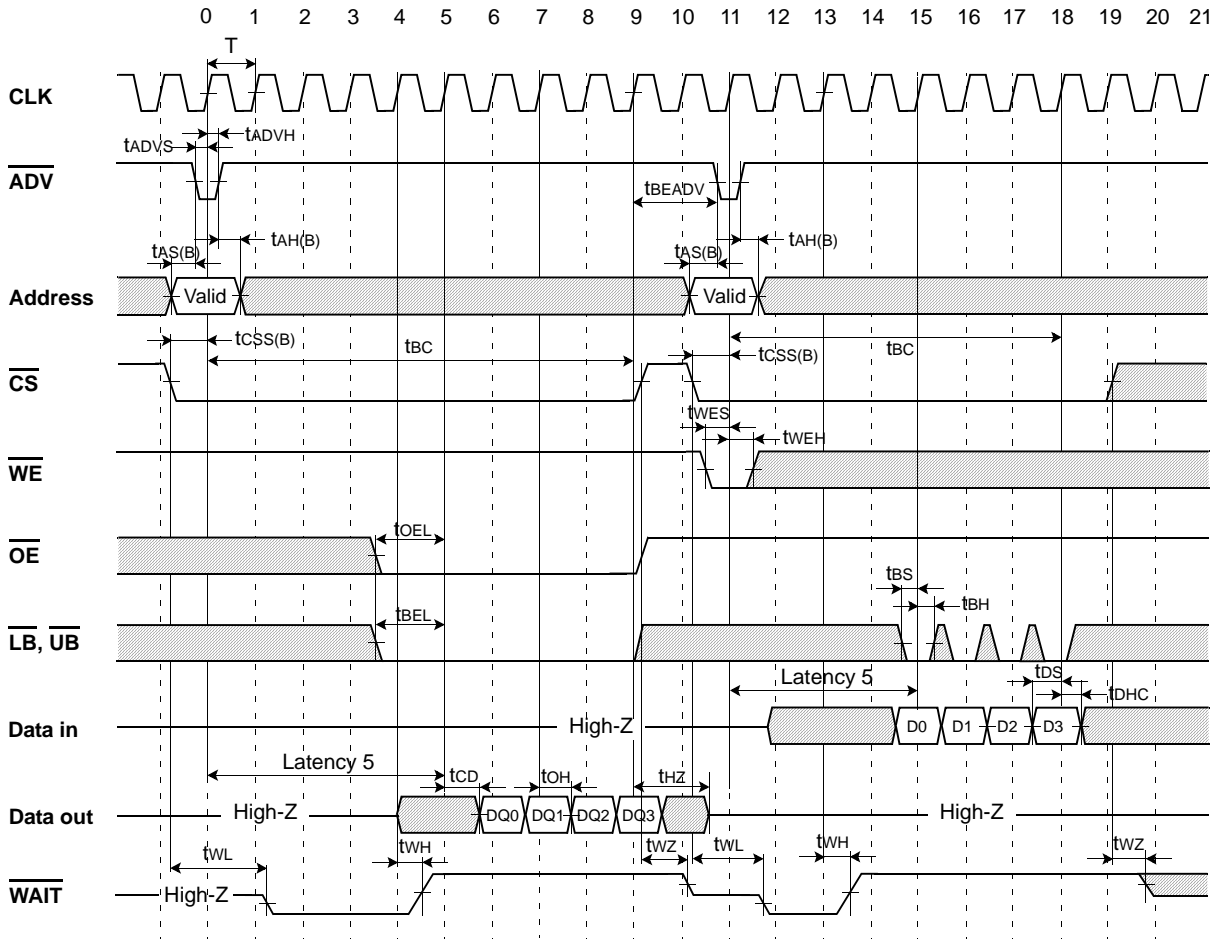 0 1 2 3 4 5 6 7 8 9 10 11 12 13 14 15 16 17 18 19 20 21
T
CLK
tADVH
tADVS
ADV
tBEADV
tAH(B)
tAH(B)
tAS(B)
tAS(B)
Address
Valid
Valid
tCSS(B)
tBC
tCSS(B)
tBC
CS
tWES
tWEH
WE
tOEL
OE
tBS
tBEL
tBH
LB, UB
Latency 5
tDS
tDHC
Data in
High-Z
D0 D1 D2 D3
Latency 5
tCD
tOH
tHZ
Data out
High-Z
DQ0 DQ1 DQ2 DQ3
High-Z
tWL
tWH
tWZ
tWL
tWH
tWZ
WAIT
High-Z